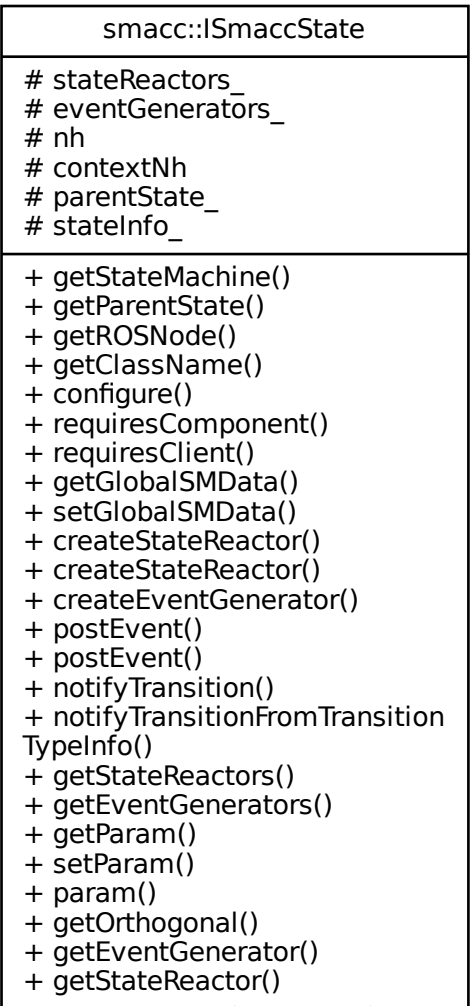 smacc::ISmaccState
# stateReactors_
# eventGenerators_
# nh
# contextNh
# parentState_
# stateInfo_
+ getStateMachine()
+ getParentState()
+ getROSNode()
+ getClassName()
+ configure()
+ requiresComponent()
+ requiresClient()
+ getGlobalSMData()
+ setGlobalSMData()
+ createStateReactor()
+ createStateReactor()
+ createEventGenerator()
+ postEvent()
+ postEvent()
+ notifyTransition()
+ notifyTransitionFromTransition
TypeInfo()
+ getStateReactors()
+ getEventGenerators()
+ getParam()
+ setParam()
+ param()
+ getOrthogonal()
+ getEventGenerator()
+ getStateReactor()